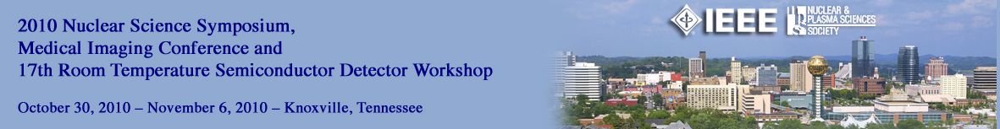 2010 Nuclear Science Symposium,
Medical Imaging Conference and
17th Room Temperature Semiconductor Detector Workshop
October 30, 2010 – November 6, 2010 – Knoxville, Tennessee
IEEE
NUCLEAR &
PLASMA SCIENCES
SOCIETY